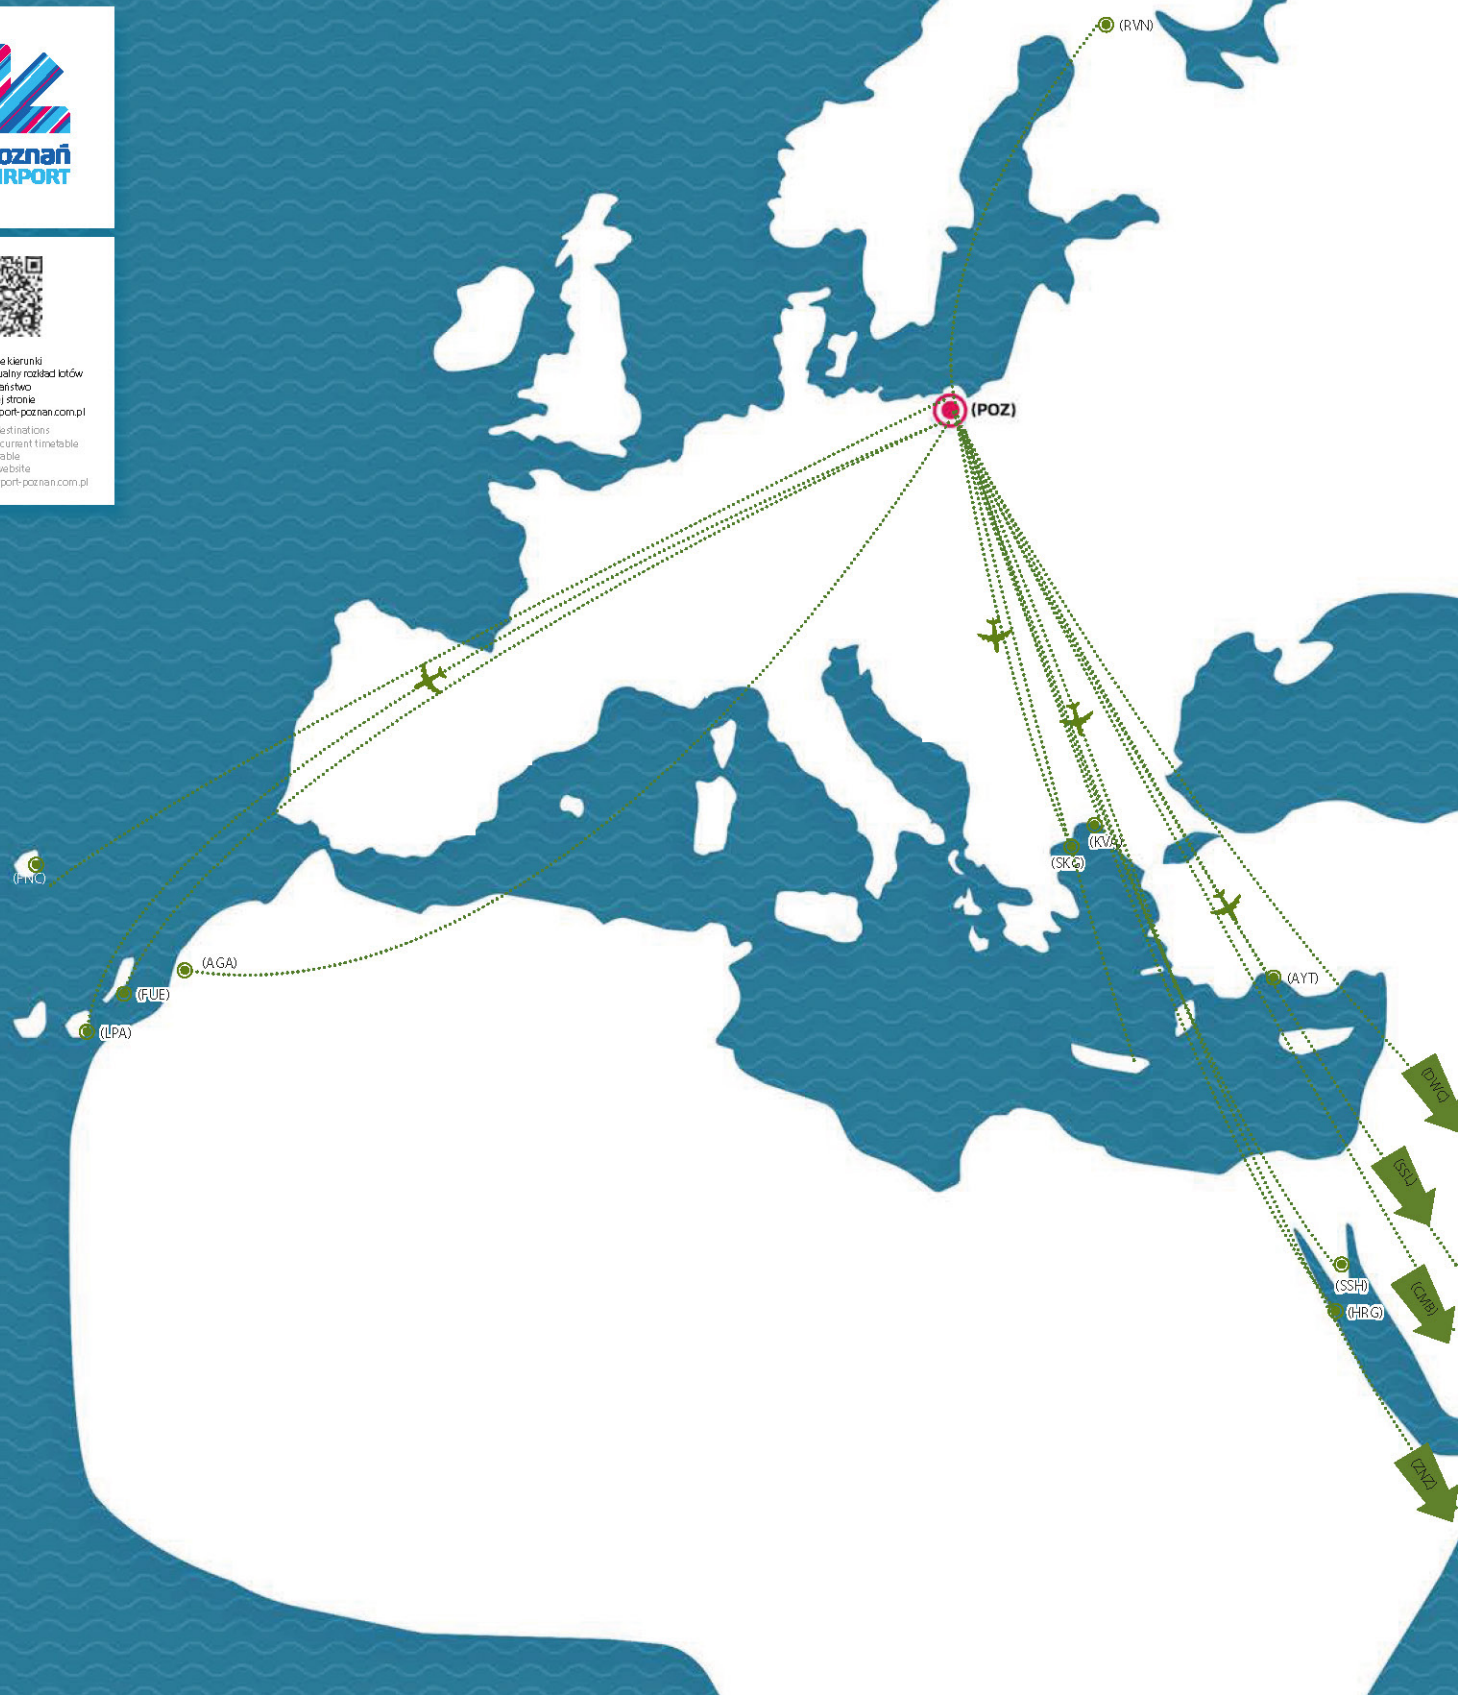 (RVN)
oznań
IRPORT
e kierunki
ualny rozkład lotów
aństwo
j stronie
port-poznan.com.pl
estinations
current timetable
able
website
port-poznan.com.pl
(POZ)
(KVA)
(SKG)
(FNC)
(AGA)
(FUE)
(LPA)
(AYT)
(DWC)
(SSL)
(SSH)
(CMB)
(HRG)
(ZNZ)